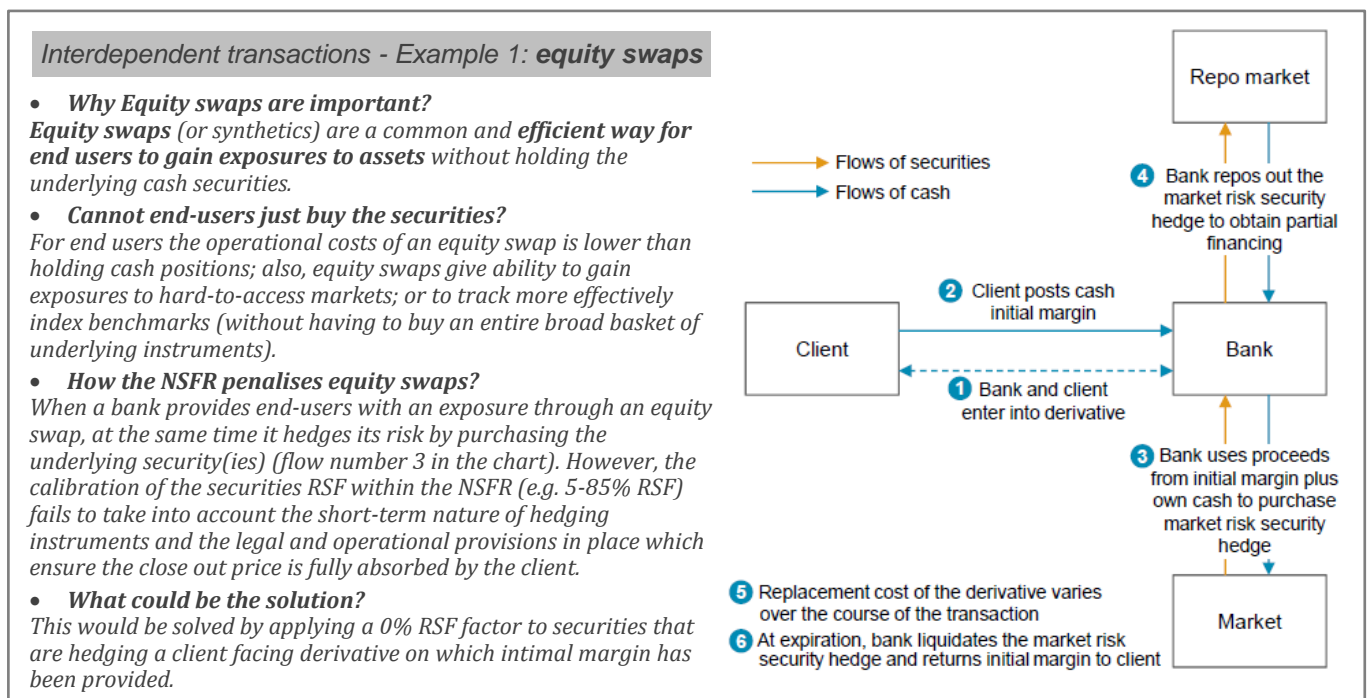 Interdependent transactions - Example 1: equity swaps
• Why Equity swaps are important?
Equity swaps (or synthetics) are a common and efficient way for
end users to gain exposures to assets without holding the
underlying cash securities.
• Cannot end-users just buy the securities?
For end users the operational costs of an equity swap is lower than
holding cash positions; also, equity swaps give ability to gain
exposures to hard-to-access markets; or to track more effectively
index benchmarks (without having to buy an entire broad basket of
underlying instruments).
• How the NSFR penalises equity swaps?
When a bank provides end-users with an exposure through an equity
swap, at the same time it hedges its risk by purchasing the
underlying security(ies) (flow number 3 in the chart). However, the
calibration of the securities RSF within the NSFR (e.g. 5-85% RSF)
fails to take into account the short-term nature of hedging
instruments and the legal and operational provisions in place which
ensure the close out price is fully absorbed by the client.
• What could be the solution?
This would be solved by applying a 0% RSF factor to securities that
are hedging a client facing derivative on which intimal margin has
been provided.
Repo market
Flows of securities
Flows of cash
4 Bank repos out the
market risk security
hedge to obtain partial
financing
2 Client posts cash
initial margin
Client
Bank
1 Bank and client
enter into derivative
3 Bank uses proceeds
from initial margin plus
own cash to purchase
market risk security
hedge
5 Replacement cost of the derivative varies
over the course of the transaction
6 At expiration, bank liquidates the market risk
security hedge and returns initial margin to client
Market